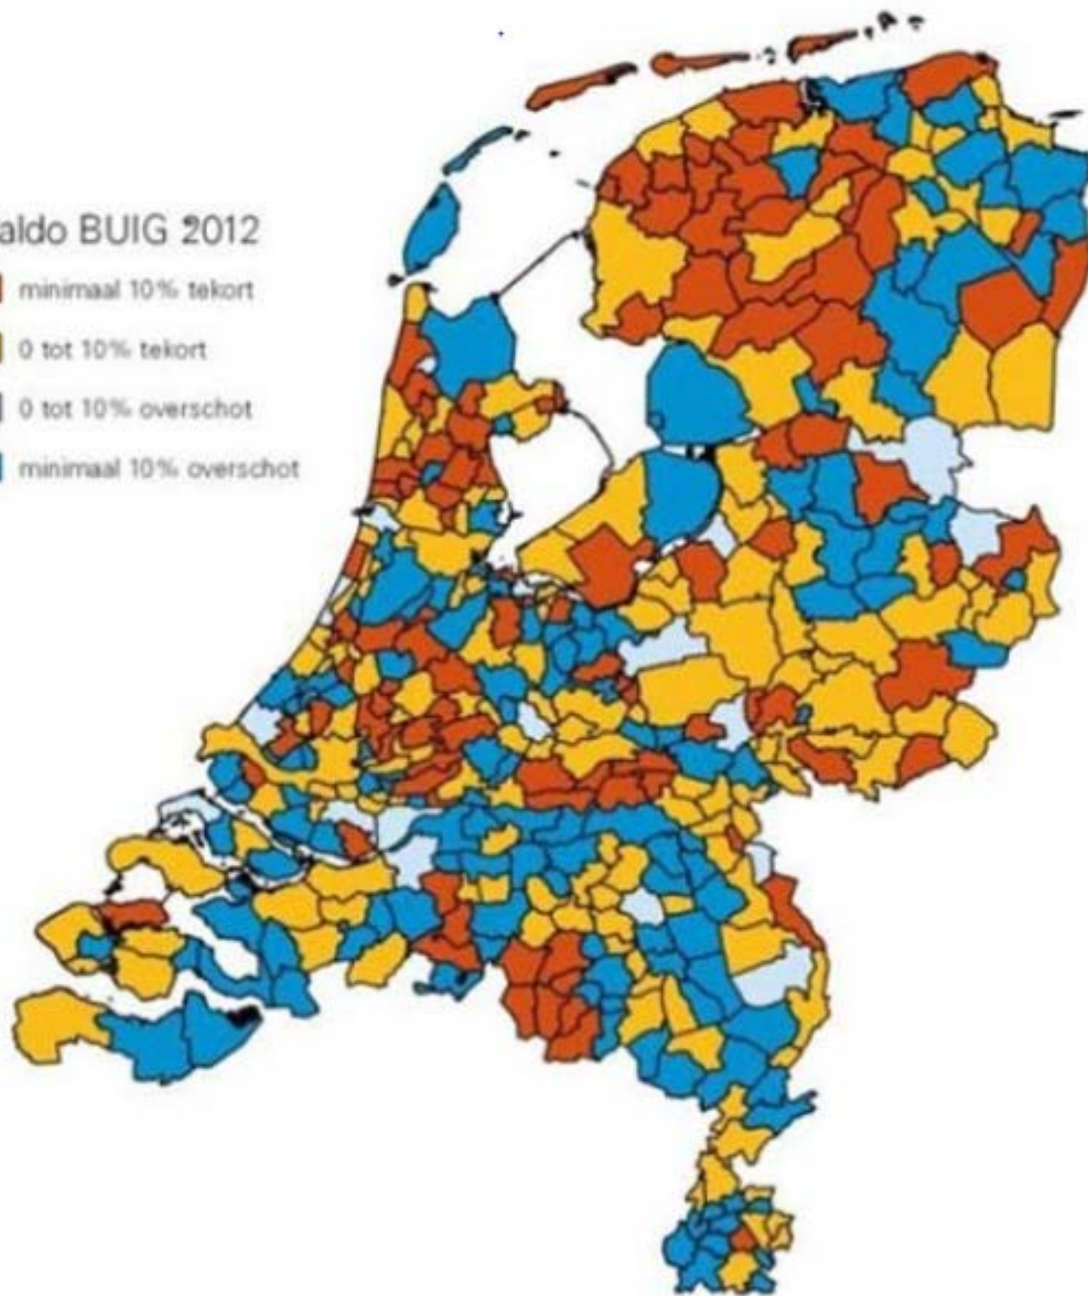 aldo BUIG 2012
minimaal 10% tekort
0 tot 10% tekort
0 tot 10% overschot
minimaal 10% overschot